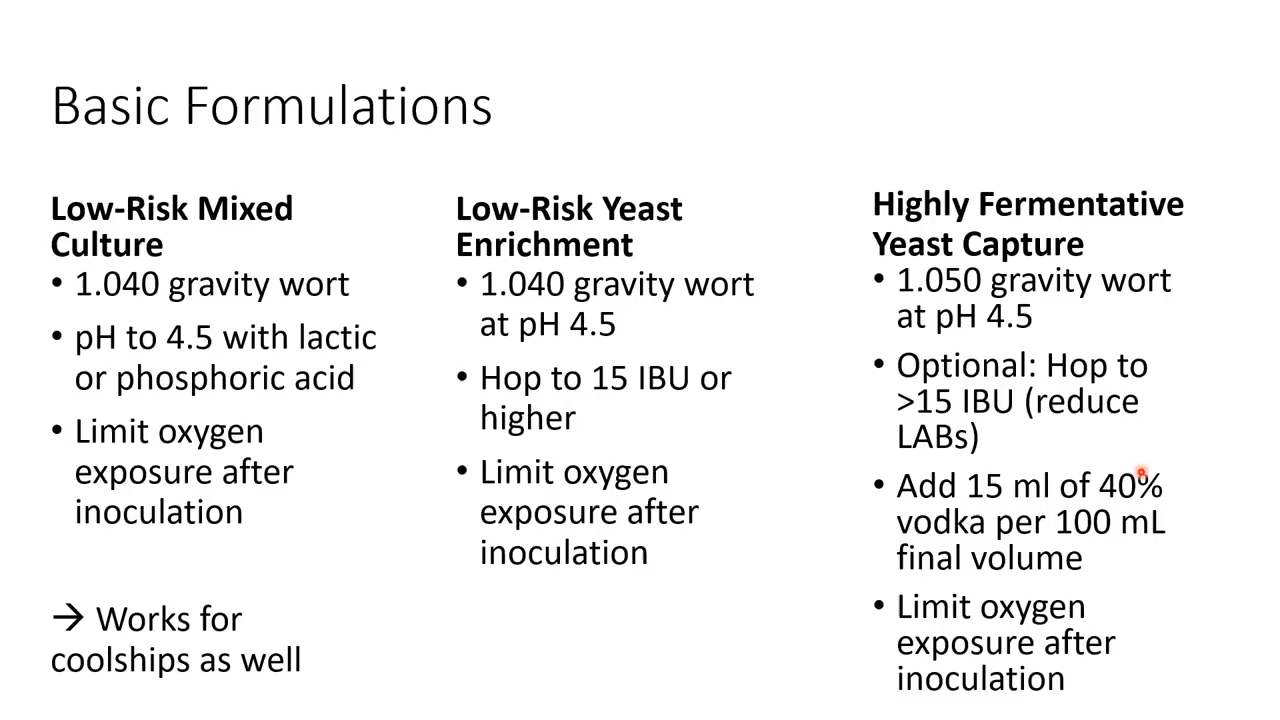 Basic Formulations
Low-Risk Mixed
Culture
• 1.040 gravity wort
• pH to 4.5 with lactic
or phosphoric acid
• Limit oxygen
exposure after
inoculation
→ Works for
coolships as well
Low-Risk Yeast
Enrichment
• 1.040 gravity wort
at pH 4.5
• Hop to 15 IBU or
higher
• Limit oxygen
exposure after
inoculation
Highly Fermentative
Yeast Capture
• 1.050 gravity wort
at pH 4.5
• Optional: Hop to
>15 IBU (reduce
LABs)
• Add 15 ml of 40%
vodka per 100 mL
final volume
• Limit oxygen
exposure after
inoculation